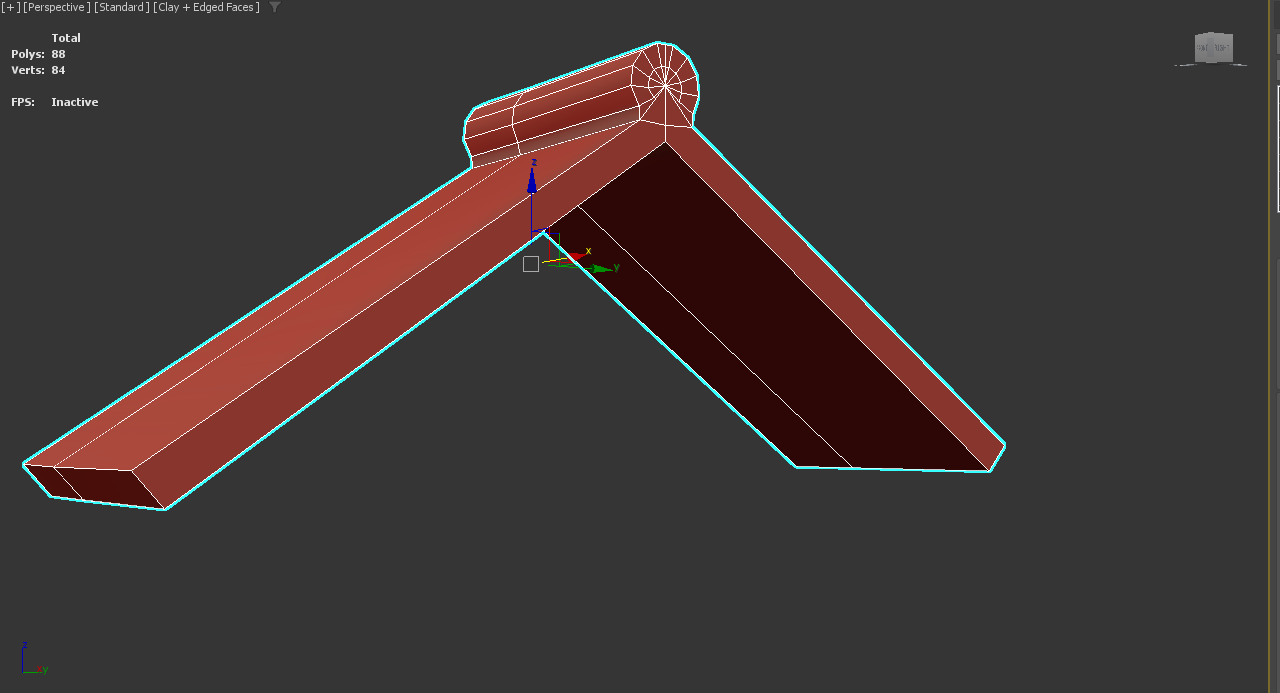 [+] [Perspective ] [Standard ] [Clay + Edged Faces ]
Total
Polys: 88
Verts: 84
FPS: Inactive
z
x
y
z
y